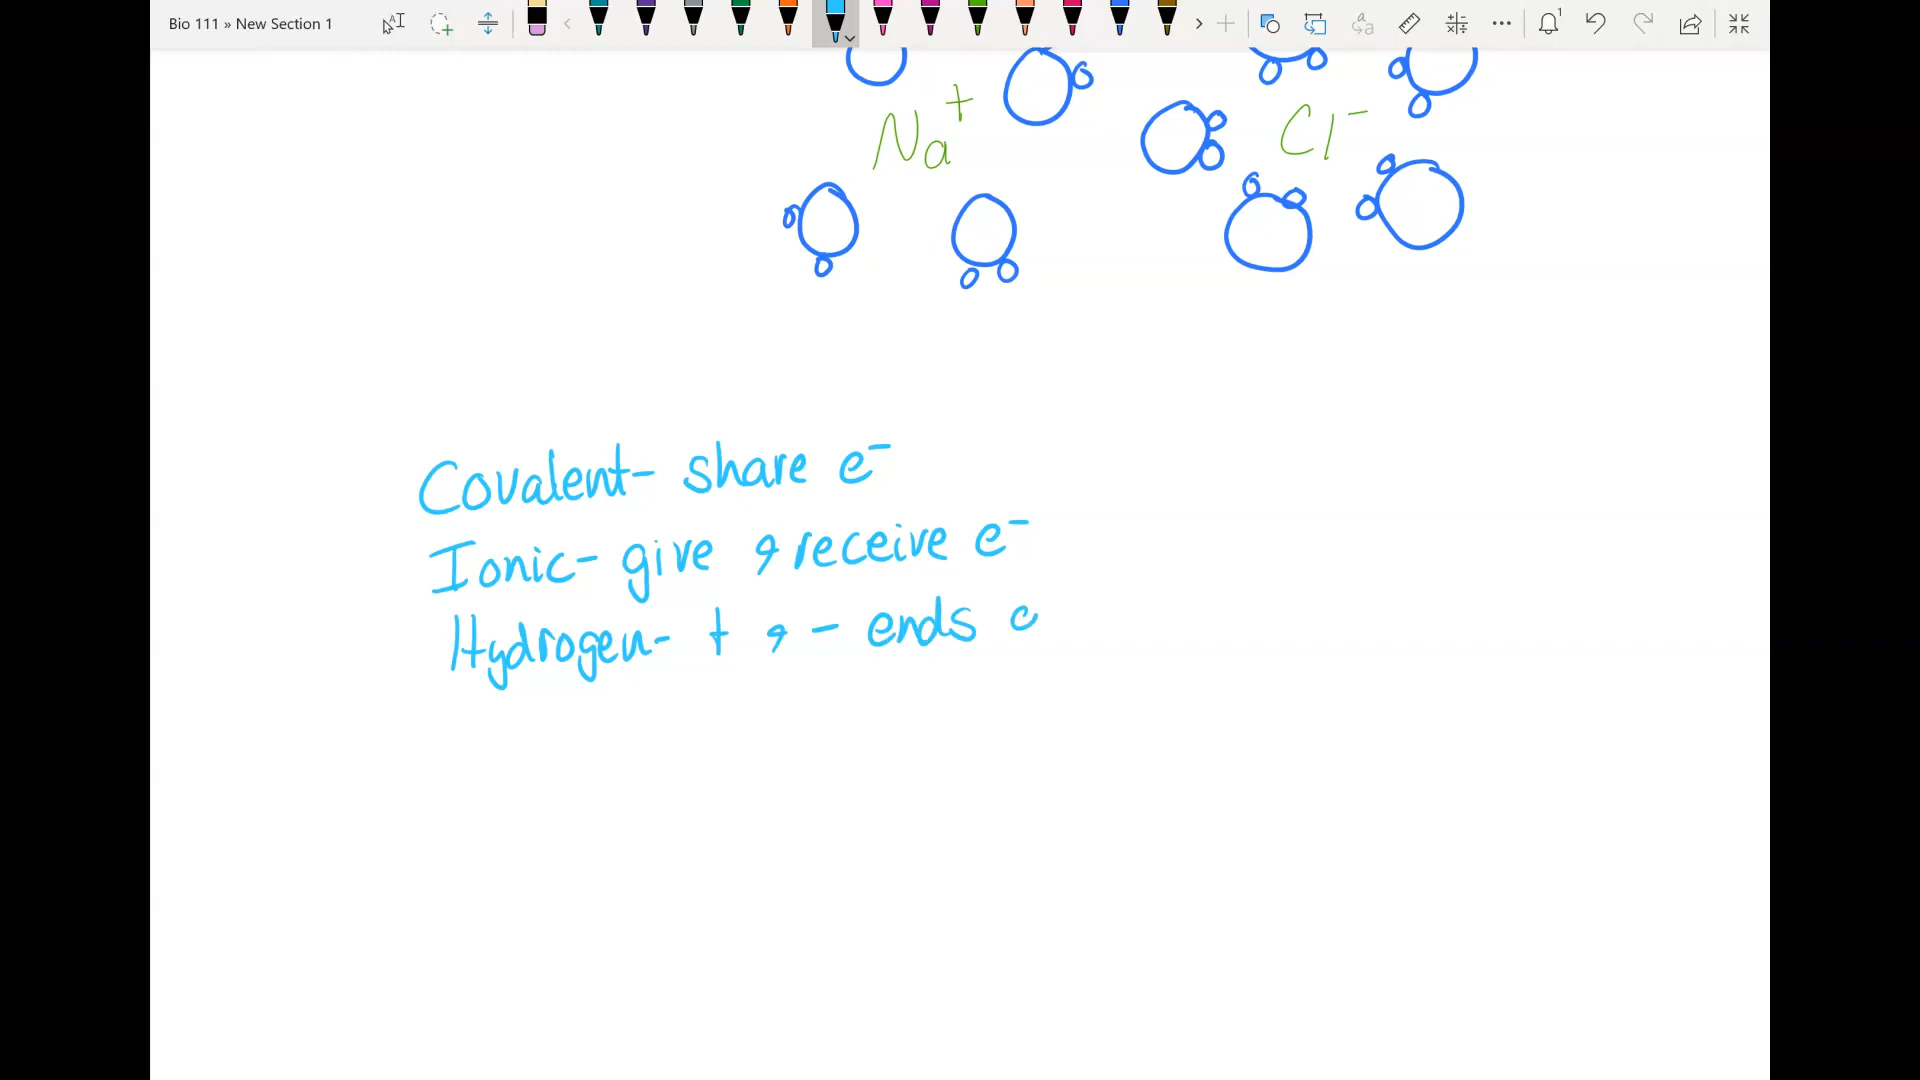 Bio 111 » New Section 1
Na+
Cl-
Covalent- share e-
Ionic- give & receive e-
Hydrogen- + & - ends